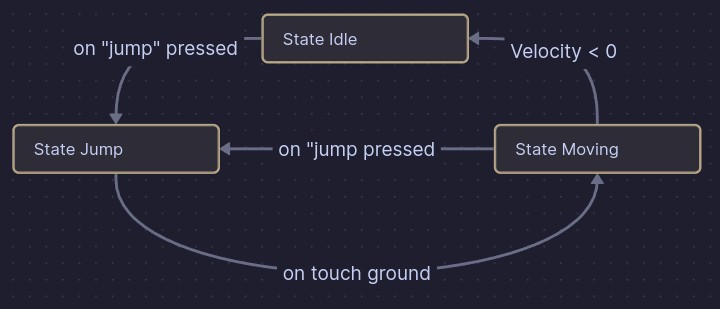 State Idle
on "jump" pressed
Velocity < 0
State Jump
on "jump pressed
State Moving
on touch ground